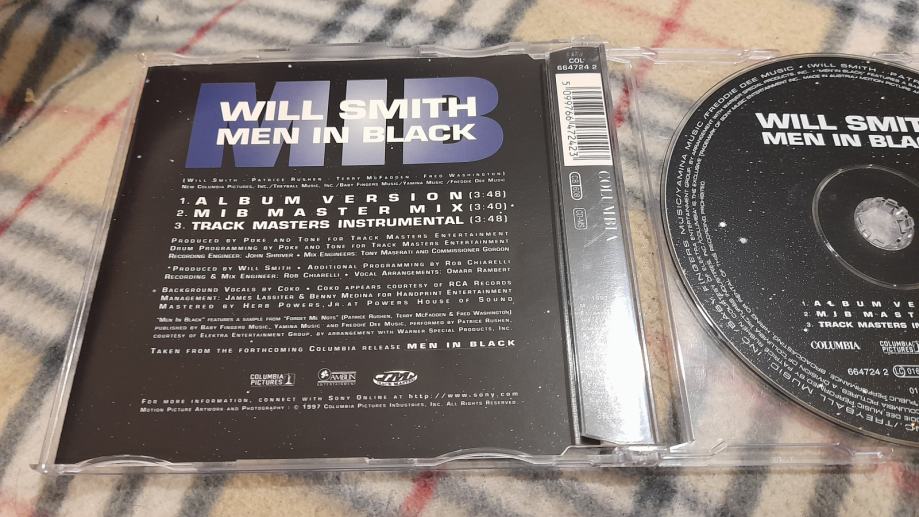 MIB
WILL SMITH
MEN IN BLACK
(Will Smith - Patrice Rushen Terry McFadden Fred Washington)
New Columbia Pictures, Inc./Treyball Music, Inc/Baby Fingers Music/Yamina Music/Freddie Dee Music
1. ALBUM VERSION (3:48)
2. MIB MASTER MIX (3:40)*
3. TRACK MASTERS INSTRUMENTAL (3:48)
Produced by Poke and Tone for Track Masters Entertainment
Drum Programming by Poke and Tone for Track Masters Entertainment
Recording Engineer: John Shriver • Mix Engineers: Tony Maserati and Commissioner Gordon
*Produced by Will Smith • Additional Programming by Rob Chiarelli
Recording & Mix Engineer: Rob Chiarelli • Vocal Arrangements: Omarr Rambert
Background Vocals by Coko • Coko appears courtesy of RCA Records
Management: James Lassiter & Benny Medina for Handprint Entertainment
Mastered by Herb Powers, Jr. at Powers House of Sound
"Men In Black" features a sample from "Forget Me Nots" (Patrice Rushen, Terry McFadden & Fred Washington)
published by Baby Fingers Music, Yamina Music and Freddie Dee Music, performed by Patrice Rushen,
courtesy of Elektra Entertainment Group, by arrangement with Warner Special Products, Inc.
Taken from the forthcoming Columbia release MEN IN BLACK
COLUMBIA PICTURES
AMBLIN ENTERTAINMENT
For more information, connect with Sony Online at http://www.sony.com
Motion Picture Artwork and Photography: © 1997 Columbia Pictures Industries, Inc. All Rights Reserved.
COL
664724 2
5 099766 472423
COLUMBIA
WILL SMIT
MEN IN BLAC
1. ALBUM VE
2. MIB MAST
3. TRACK MASTERS
COLUMBIA
COLUMBIA PICTURES
664724 2
LC